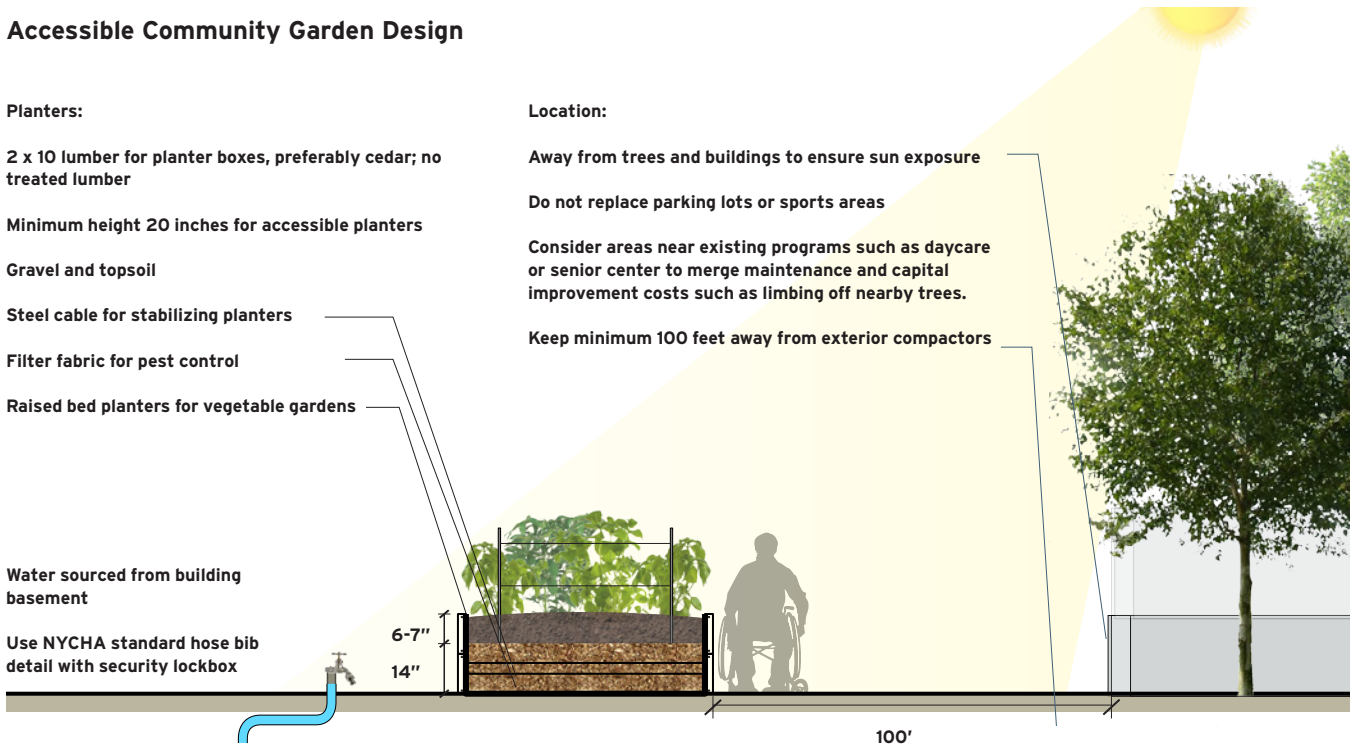 Accessible Community Garden Design
Planters:
2 x 10 lumber for planter boxes, preferably cedar; no
treated lumber
Minimum height 20 inches for accessible planters
Gravel and topsoil
Steel cable for stabilizing planters
Filter fabric for pest control
Raised bed planters for vegetable gardens
Water sourced from building
basement
Use NYCHA standard hose bib
detail with security lockbox
Location:
Away from trees and buildings to ensure sun exposure
Do not replace parking lots or sports areas
Consider areas near existing programs such as daycare
or senior center to merge maintenance and capital
improvement costs such as limbing off nearby trees.
Keep minimum 100 feet away from exterior compactors
6-7"
14"
100'